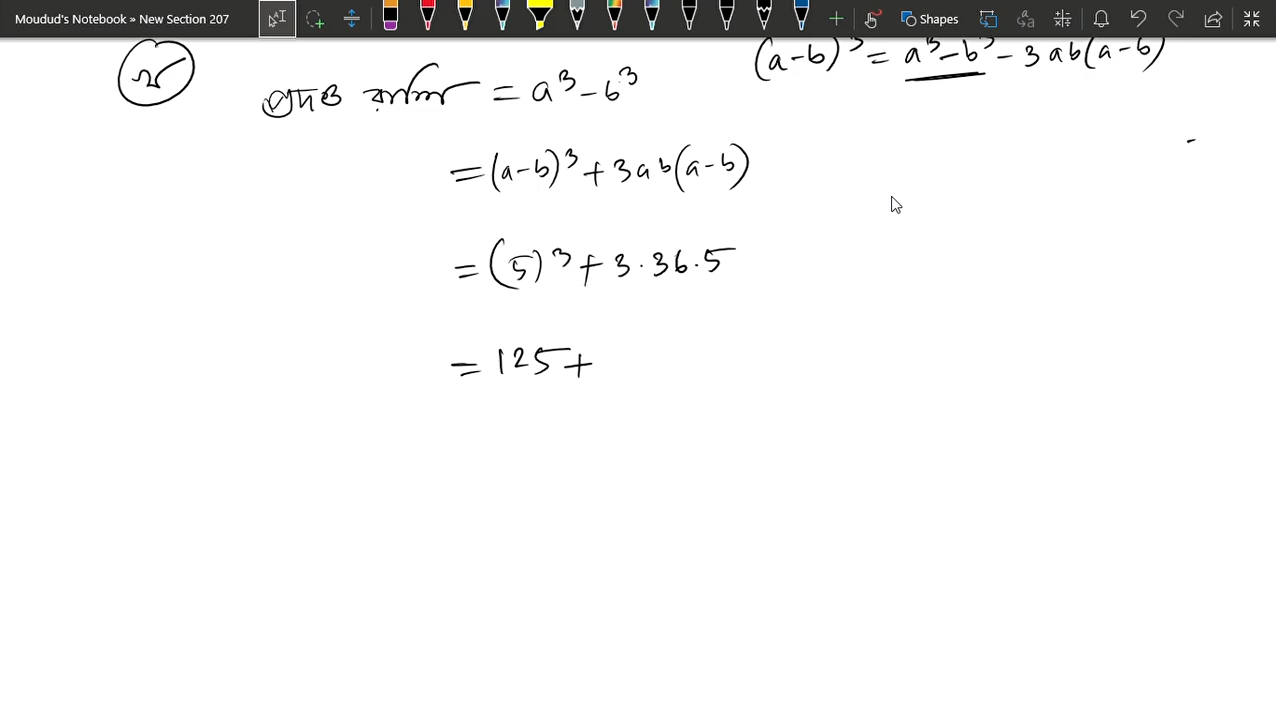 Moudud's Notebook » New Section 207
Shapes
(a-b)³ = a³-b³ - 3ab(a-b)
খ
প্রদত্ত রাশি = a³-b³
= (a-b)³ + 3ab(a-b)
= (5)³ + 3.36.5
= 125 +